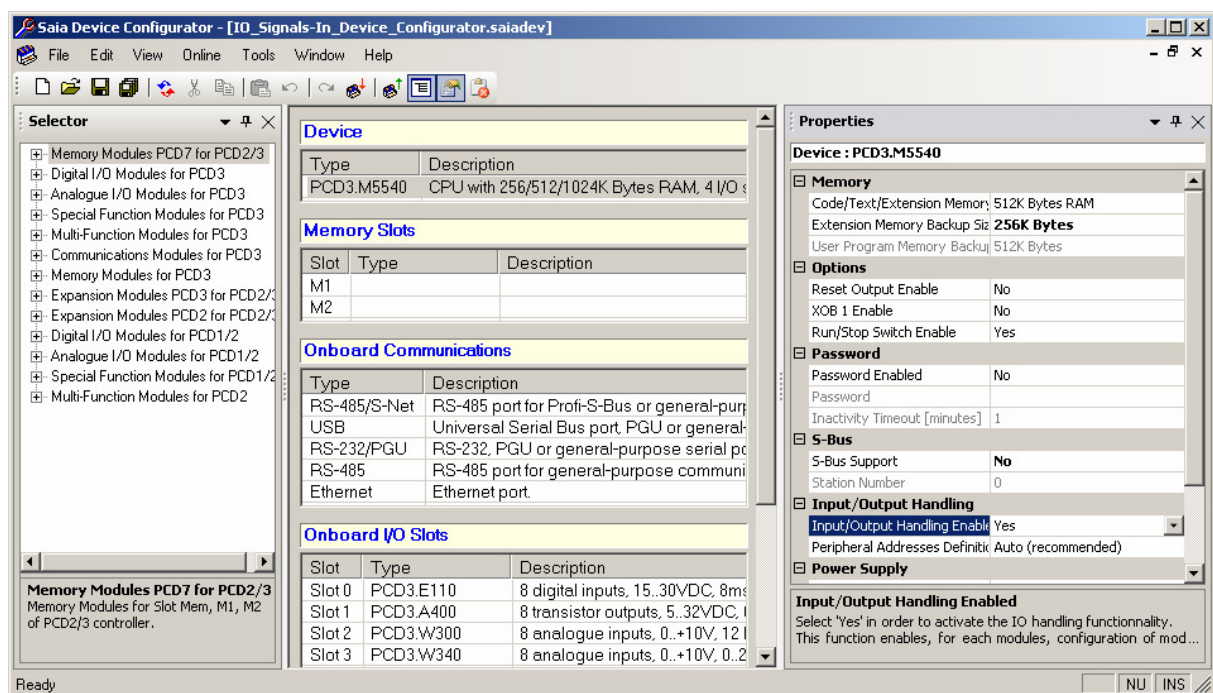 Saia Device Configurator - [IO_Signals-In_Device_Configurator.saiadev]
File Edit View Online Tools Window Help
Selector
Memory Modules PCD7 for PCD2/3
Digital I/O Modules for PCD3
Analogue I/O Modules for PCD3
Special Function Modules for PCD3
Multi-Function Modules for PCD3
Communications Modules for PCD3
Memory Modules for PCD3
Expansion Modules PCD3 for PCD2/
Expansion Modules PCD2 for PCD2/
Digital I/O Modules for PCD1/2
Analogue I/O Modules for PCD1/2
Special Function Modules for PCD1/2
Multi-Function Modules for PCD2
Memory Modules PCD7 for PCD2/3
Memory Modules for Slot Mem, M1, M2
of PCD2/3 controller.
Device
Type Description
PCD3.M5540 CPU with 256/512/1024K Bytes RAM, 4 I/O
Memory Slots
Slot Type Description
M1
M2
Onboard Communications
Type Description
RS-485/S-Net RS-485 port for Profi-S-Bus or general-pur
USB Universal Serial Bus port, PGU or general-
RS-232/PGU RS-232, PGU or general-purpose serial po
RS-485 RS-485 port for general-purpose communi
Ethernet Ethernet port.
Onboard I/O Slots
Slot Type Description
Slot 0 PCD3.E110 8 digital inputs, 15..30VDC, 8ms
Slot 1 PCD3.A400 8 transistor outputs, 5..32VDC,
Slot 2 PCD3.W300 8 analogue inputs, 0..+10V, 12
Slot 3 PCD3.W340 8 analogue inputs, 0..+10V, 0..2
Properties
Device : PCD3.M5540
Memory
Code/Text/Extension Memory 512K Bytes RAM
Extension Memory Backup Siz 256K Bytes
User Program Memory Backu 512K Bytes
Options
Reset Output Enable No
XOB 1 Enable No
Run/Stop Switch Enable Yes
Password
Password Enabled No
Password
Inactivity Timeout [minutes] 1
S-Bus
S-Bus Support No
Station Number 0
Input/Output Handling
Input/Output Handling Enable Yes
Peripheral Addresses Definitic Auto (recommended)
Power Supply
Input/Output Handling Enabled
Select 'Yes' in order to activate the IO handling functionnality.
This function enables, for each modules, configuration of mod...
Ready NU INS